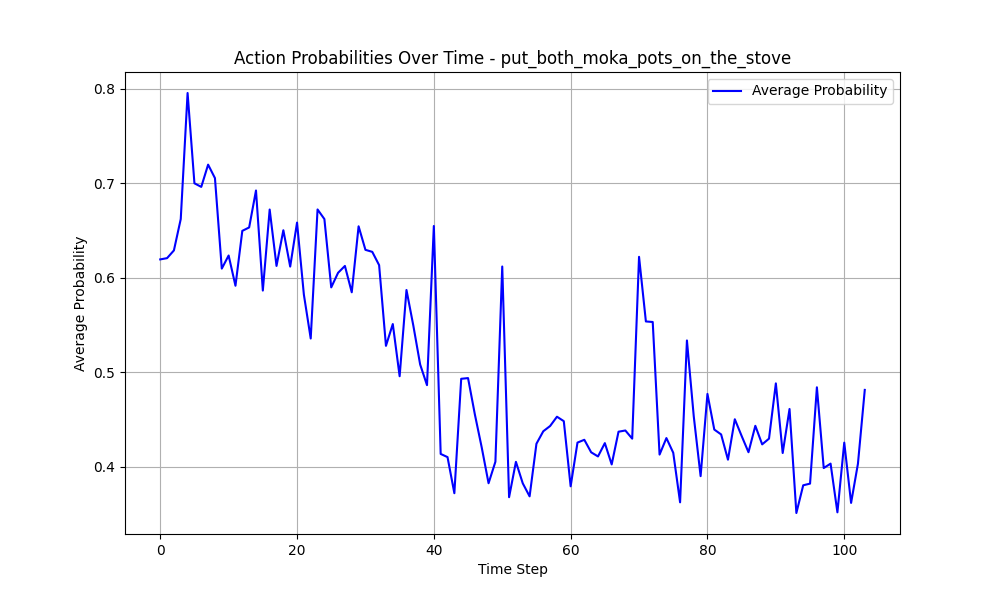 Action Probabilities Over Time - put_both_moka_pots_on_the_stove
Average Probability
0.8
0.7
0.6
0.5
0.4
Average Probability
0 20 40 60 80 100
Time Step